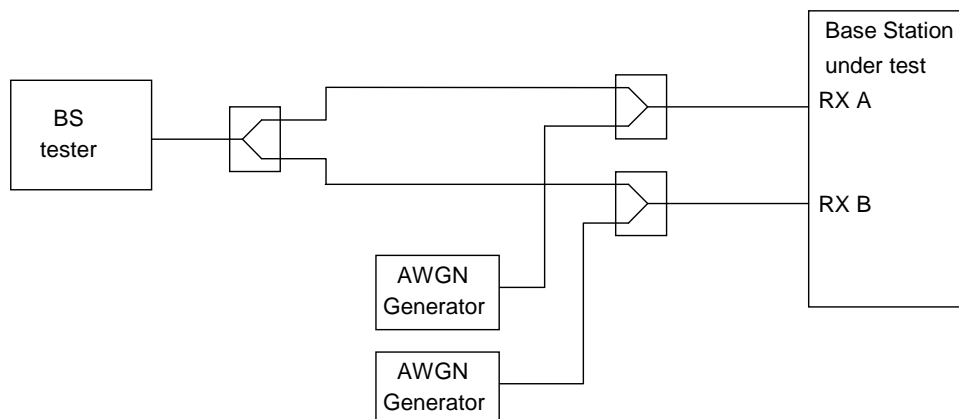 BS
tester
Base Station
under test
RX A
RX B
AWGN
Generator
AWGN
Generator